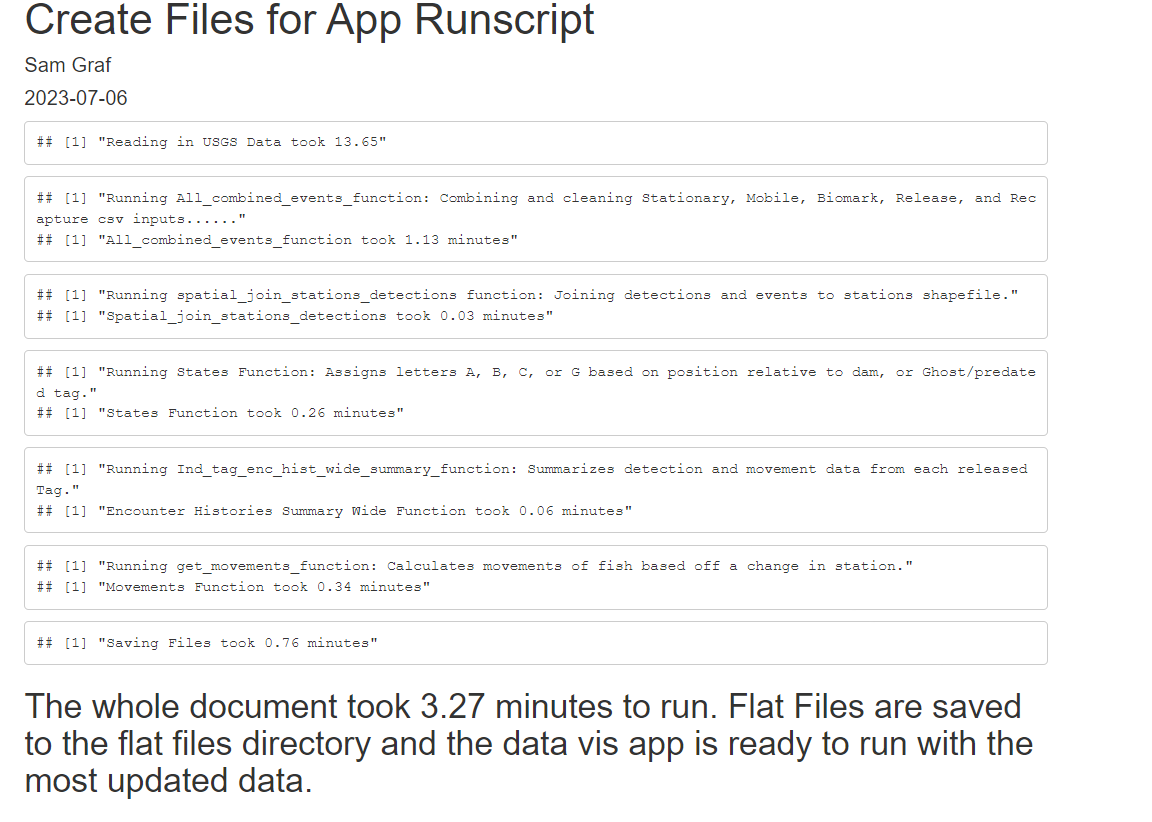 Create Files for App Runscript
Sam Graf
2023-07-06
## [1] "Reading in USGS Data took 13.65"
## [1] "Running All_combined_events_function: Combining and cleaning Stationary, Mobile, Biomark, Release, and Rec
apture csv inputs......"
## [1] "All_combined_events_function took 1.13 minutes"
## [1] "Running spatial_join_stations_detections function: Joining detections and events to stations shapefile."
## [1] "Spatial_join_stations_detections took 0.03 minutes"
## [1] "Running States Function: Assigns letters A, B, C, or G based on position relative to dam, or Ghost/predate
d tag."
## [1] "States Function took 0.26 minutes"
## [1] "Running Ind_tag_enc_hist_wide_summary_function: Summarizes detection and movement data from each released
Tag."
## [1] "Encounter Histories Summary Wide Function took 0.06 minutes"
## [1] "Running get_movements_function: Calculates movements of fish based off a change in station."
## [1] "Movements Function took 0.34 minutes"
## [1] "Saving Files took 0.76 minutes"
The whole document took 3.27 minutes to run. Flat Files are saved
to the flat files directory and the data vis app is ready to run with the
most updated data.